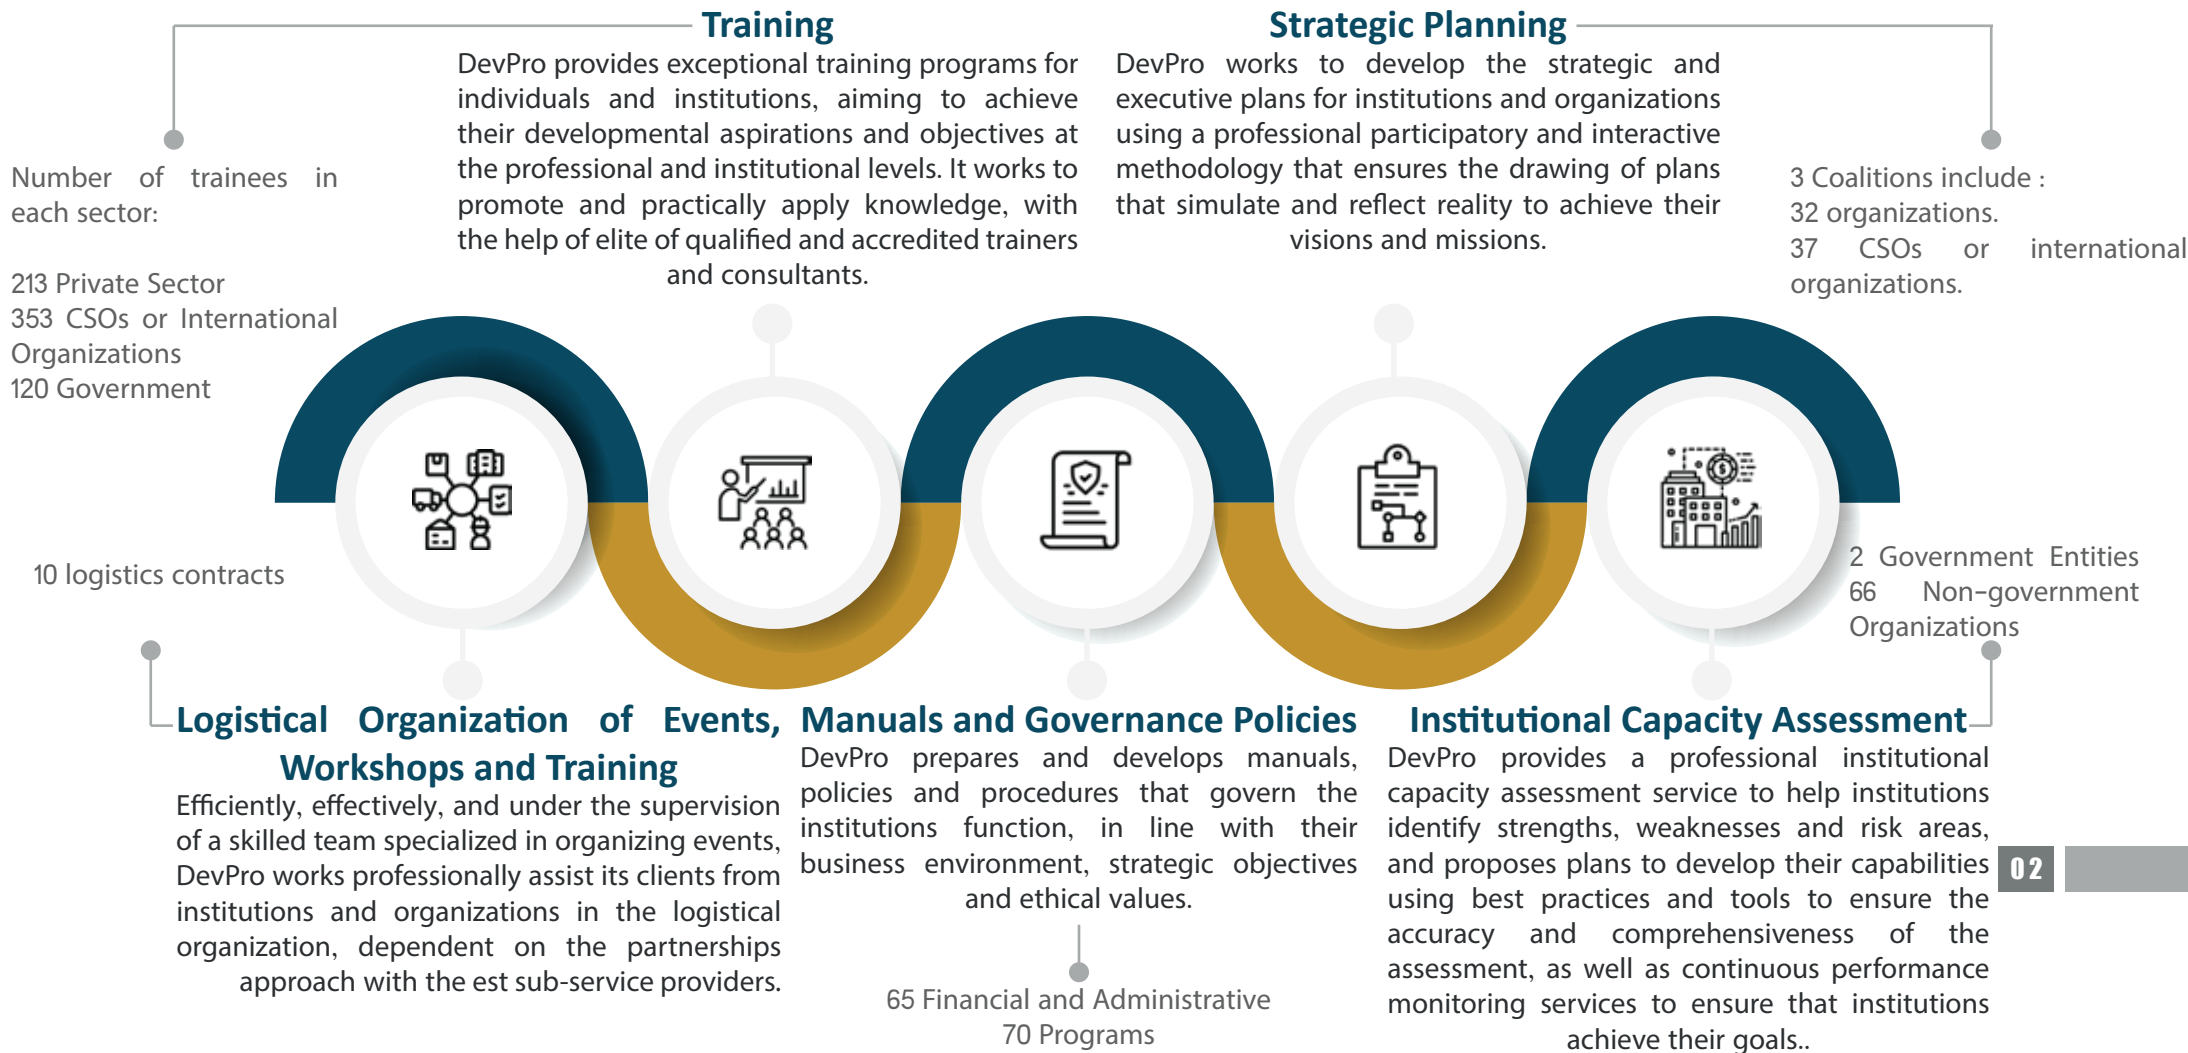 Training
DevPro provides exceptional training programs for
individuals and institutions, aiming to achieve
their developmental aspirations and objectives at
the professional and institutional levels. It works to
promote and practically apply knowledge, with
the help of elite of qualified and accredited trainers
and consultants.
Number of trainees in
each sector:
213 Private Sector
353 CSOs or International
Organizations
120 Government
Strategic Planning
DevPro works to develop the strategic and
executive plans for institutions and organizations
using a professional participatory and interactive
methodology that ensures the drawing of plans
that simulate and reflect reality to achieve their
visions and missions.
3 Coalitions include :
32 organizations.
37 CSOs or international
organizations.
10 logistics contracts
Logistical Organization of Events,
Workshops and Training
Efficiently, effectively, and under the supervision
of a skilled team specialized in organizing events,
DevPro works professionally assist its clients from
institutions and organizations in the logistical
organization, dependent on the partnerships
approach with the est sub-service providers.
Manuals and Governance Policies
DevPro prepares and develops manuals,
policies and procedures that govern the
institutions function, in line with their
business environment, strategic objectives
and ethical values.
65 Financial and Administrative
70 Programs
2 Government Entities
66 Non-government
Organizations
Institutional Capacity Assessment
DevPro provides a professional institutional
capacity assessment service to help institutions
identify strengths, weaknesses and risk areas,
and proposes plans to develop their capabilities
using best practices and tools to ensure the
accuracy and comprehensiveness of the
assessment, as well as continuous performance
monitoring services to ensure that institutions
achieve their goals..
02